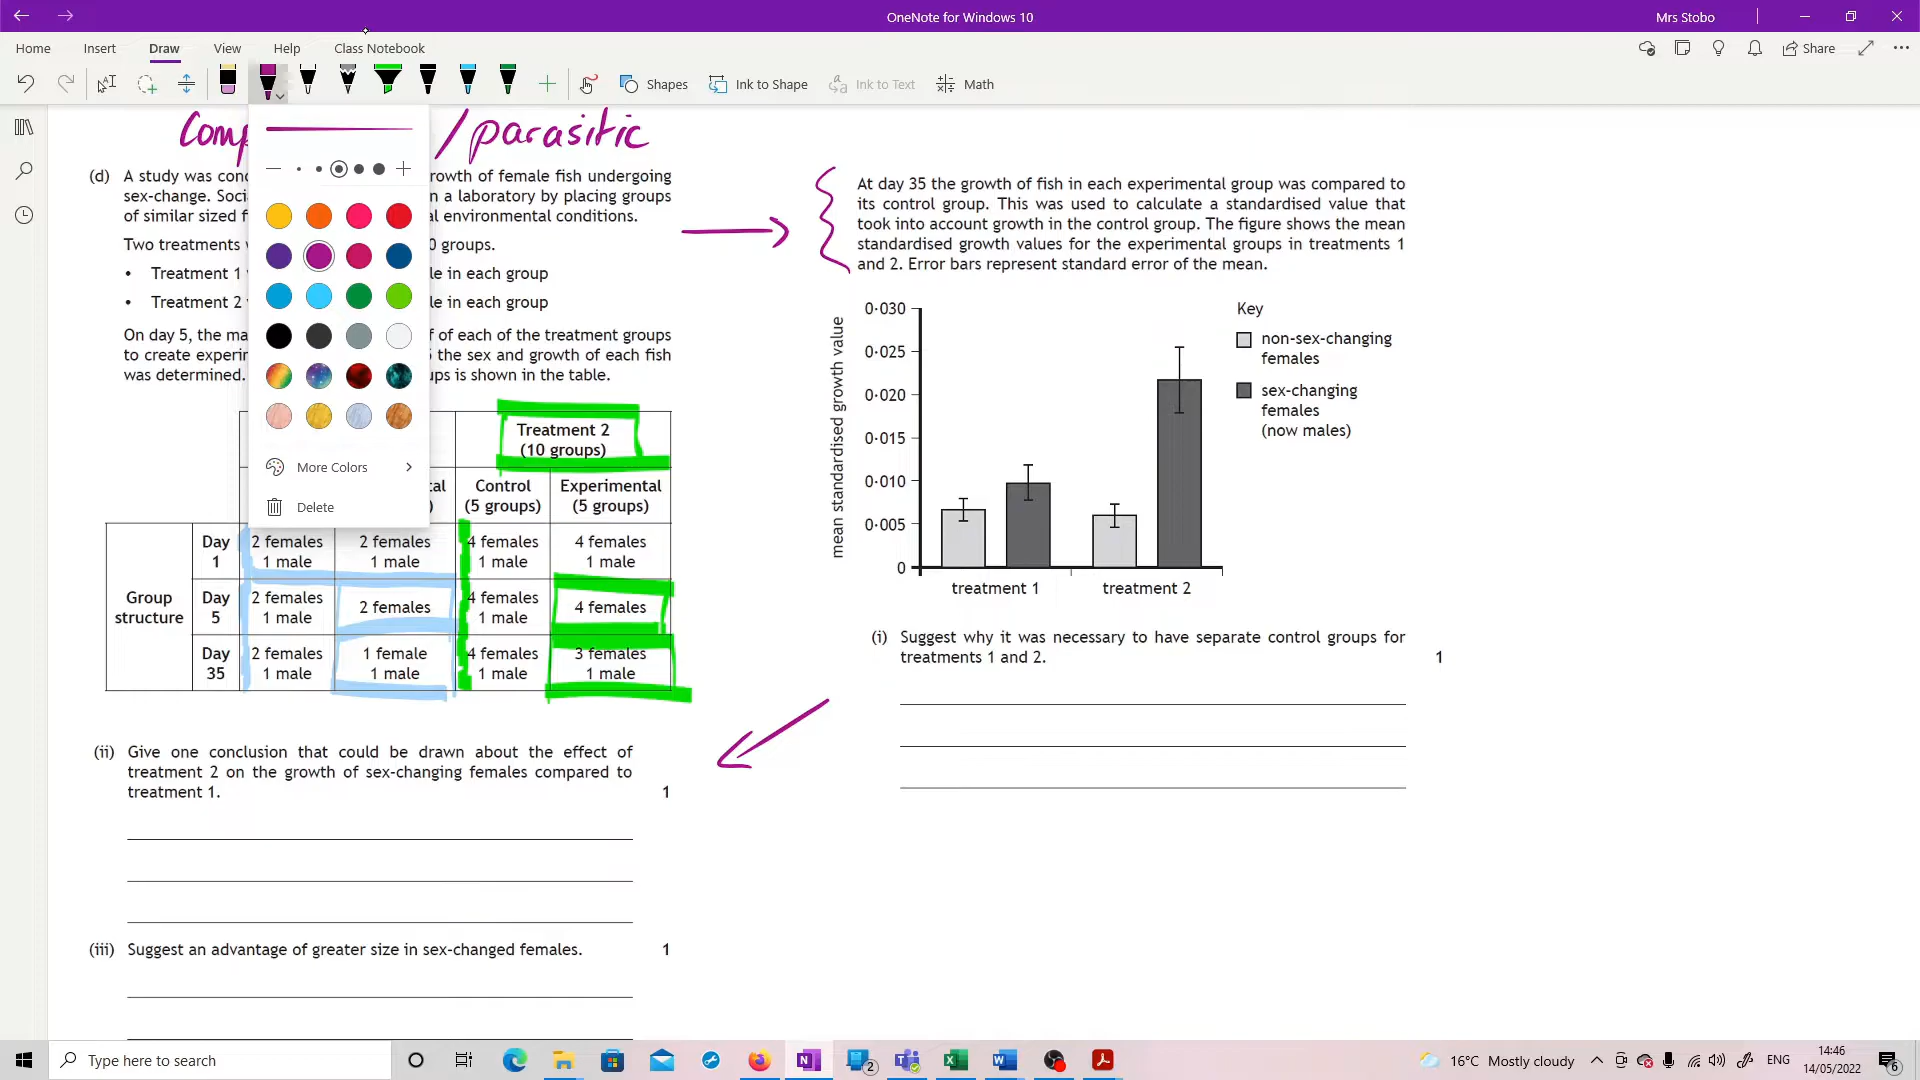 OneNote for Windows 10
Mrs Stobo
Home Insert Draw View Help Class Notebook
Share
Shapes Ink to Shape Ink to Text Math
Comp /parasitic
(d) A study was cond rowth of female fish undergoing
sex-change. Soci n a laboratory by placing groups
of similar sized f al environmental conditions.
Two treatments 0 groups.
• Treatment 1 le in each group
• Treatment 2 le in each group
On day 5, the ma f of each of the treatment groups
to create experim 5 the sex and growth of each fish
was determined. ups is shown in the table.
More Colors
Delete
Treatment 2
(10 groups)
tal Control Experimental
) (5 groups) (5 groups)
Day 2 females 2 females 4 females 4 females
1 1 male 1 male 1 male 1 male
Group Day 2 females 2 females 4 females 4 females
structure 5 1 male 1 male
Day 2 females 1 female 4 females 3 females
35 1 male 1 male 1 male 1 male
(ii) Give one conclusion that could be drawn about the effect of
treatment 2 on the growth of sex-changing females compared to
treatment 1. 1
(iii) Suggest an advantage of greater size in sex-changed females. 1
At day 35 the growth of fish in each experimental group was compared to
its control group. This was used to calculate a standardised value that
took into account growth in the control group. The figure shows the mean
standardised growth values for the experimental groups in treatments 1
and 2. Error bars represent standard error of the mean.
mean standardised growth value
0·030
0·025
0·020
0·015
0·010
0·005
0
treatment 1 treatment 2
Key
non-sex-changing
females
sex-changing
females
(now males)
(i) Suggest why it was necessary to have separate control groups for
treatments 1 and 2. 1
Type here to search
2
16°C Mostly cloudy
ENG
14:46
14/05/2022
6